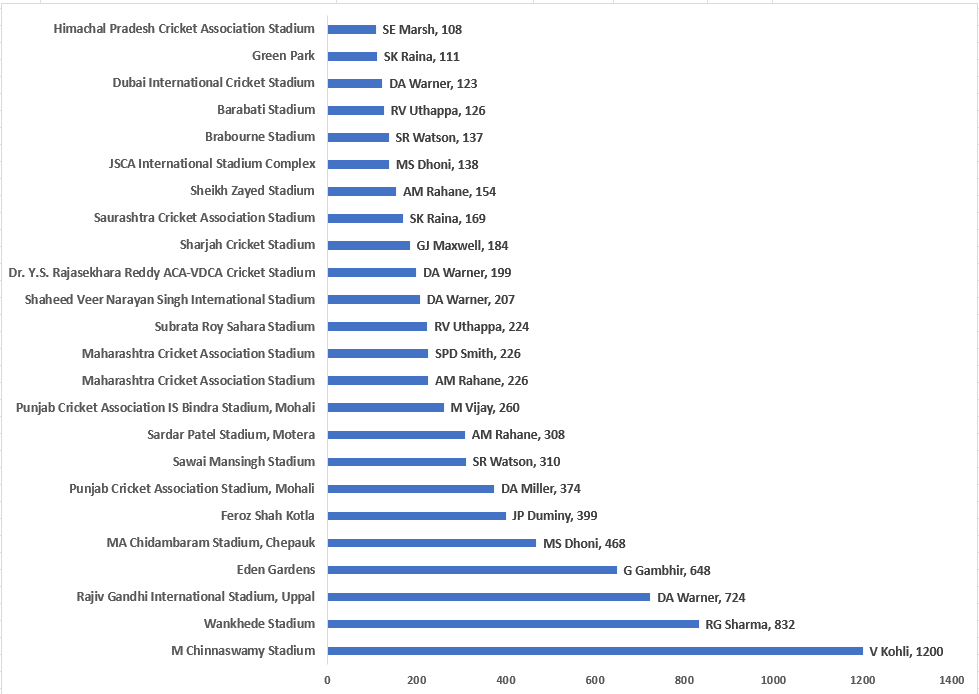 Himachal Pradesh Cricket Association Stadium SE Marsh, 108
Green Park SK Raina, 111
Dubai International Cricket Stadium DA Warner, 123
Barabati Stadium RV Uthappa, 126
Brabourne Stadium SR Watson, 137
JSCA International Stadium Complex MS Dhoni, 138
Sheikh Zayed Stadium AM Rahane, 154
Saurashtra Cricket Association Stadium SK Raina, 169
Sharjah Cricket Stadium GJ Maxwell, 184
Dr. Y.S. Rajasekhara Reddy ACA-VDCA Cricket Stadium DA Warner, 199
Shaheed Veer Narayan Singh International Stadium DA Warner, 207
Subrata Roy Sahara Stadium RV Uthappa, 224
Maharashtra Cricket Association Stadium SPD Smith, 226
Maharashtra Cricket Association Stadium AM Rahane, 226
Punjab Cricket Association IS Bindra Stadium, Mohali M Vijay, 260
Sardar Patel Stadium, Motera AM Rahane, 308
Sawai Mansingh Stadium SR Watson, 310
Punjab Cricket Association Stadium, Mohali DA Miller, 374
Feroz Shah Kotla JP Duminy, 399
MA Chidambaram Stadium, Chepauk MS Dhoni, 468
Eden Gardens G Gambhir, 648
Rajiv Gandhi International Stadium, Uppal DA Warner, 724
Wankhede Stadium RG Sharma, 832
M Chinnaswamy Stadium V Kohli, 1200
0 200 400 600 800 1000 1200 1400